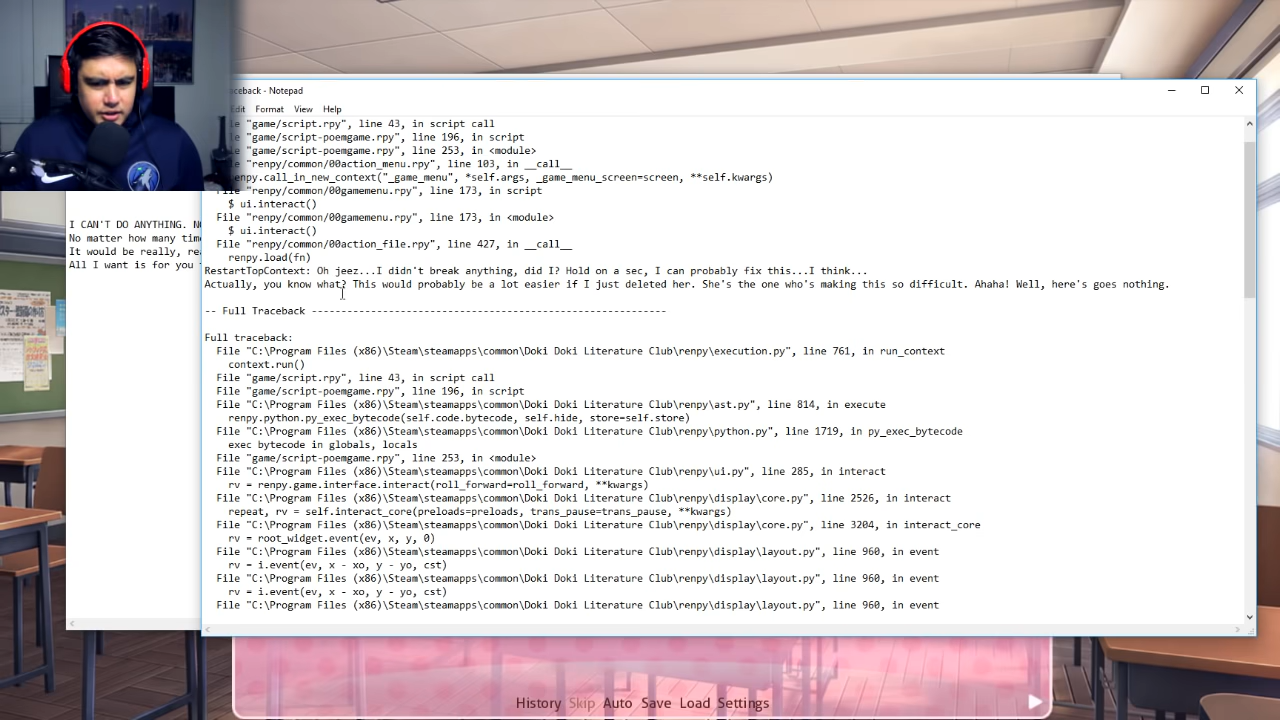 aceback - Notepad
Edit Format View Help
"game/script.rpy", line 43, in script call
"game/script-poemgame.rpy", line 196, in script
"game/script-poemgame.rpy", line 253, in <module>
"renpy/common/00action_menu.rpy", line 103, in __call__
renpy.call_in_new_context("_game_menu", *self.args, _game_menu_screen=screen, **self.kwargs)
File "renpy/common/00gamemenu.rpy", line 173, in script
$ ui.interact()
File "renpy/common/00gamemenu.rpy", line 173, in <module>
$ ui.interact()
File "renpy/common/00action_file.rpy", line 427, in __call__
renpy.load(fn)
RestartTopContext: Oh jeez...I didn't break anything, did I? Hold on a sec, I can probably fix this...I think...
Actually, you know what? This would probably be a lot easier if I just deleted her. She's the one who's making this so difficult. Ahaha! Well, here's goes nothing.
-- Full Traceback ------------------------------------------------------------
Full traceback:
File "C:\Program Files (x86)\Steam\steamapps\common\Doki Doki Literature Club\renpy\execution.py", line 761, in run_context
context.run()
File "game/script.rpy", line 43, in script call
File "game/script-poemgame.rpy", line 196, in script
File "C:\Program Files (x86)\Steam\steamapps\common\Doki Doki Literature Club\renpy\ast.py", line 814, in execute
renpy.python.py_exec_bytecode(self.code.bytecode, self.hide, store=self.store)
File "C:\Program Files (x86)\Steam\steamapps\common\Doki Doki Literature Club\renpy\python.py", line 1719, in py_exec_bytecode
exec bytecode in globals, locals
File "game/script-poemgame.rpy", line 253, in <module>
File "C:\Program Files (x86)\Steam\steamapps\common\Doki Doki Literature Club\renpy\ui.py", line 285, in interact
rv = renpy.game.interface.interact(roll_forward=roll_forward, **kwargs)
File "C:\Program Files (x86)\Steam\steamapps\common\Doki Doki Literature Club\renpy\display\core.py", line 2526, in interact
repeat, rv = self.interact_core(preloads=preloads, trans_pause=trans_pause, **kwargs)
File "C:\Program Files (x86)\Steam\steamapps\common\Doki Doki Literature Club\renpy\display\core.py", line 3204, in interact_core
rv = root_widget.event(ev, x, y, 0)
File "C:\Program Files (x86)\Steam\steamapps\common\Doki Doki Literature Club\renpy\display\layout.py", line 960, in event
rv = i.event(ev, x - xo, y - yo, cst)
File "C:\Program Files (x86)\Steam\steamapps\common\Doki Doki Literature Club\renpy\display\layout.py", line 960, in event
rv = i.event(ev, x - xo, y - yo, cst)
File "C:\Program Files (x86)\Steam\steamapps\common\Doki Doki Literature Club\renpy\display\layout.py", line 960, in event
I CAN'T DO ANYTHING.
No matter how many
It would be really,
All I want is for you
History Skip Auto Save Load Settings